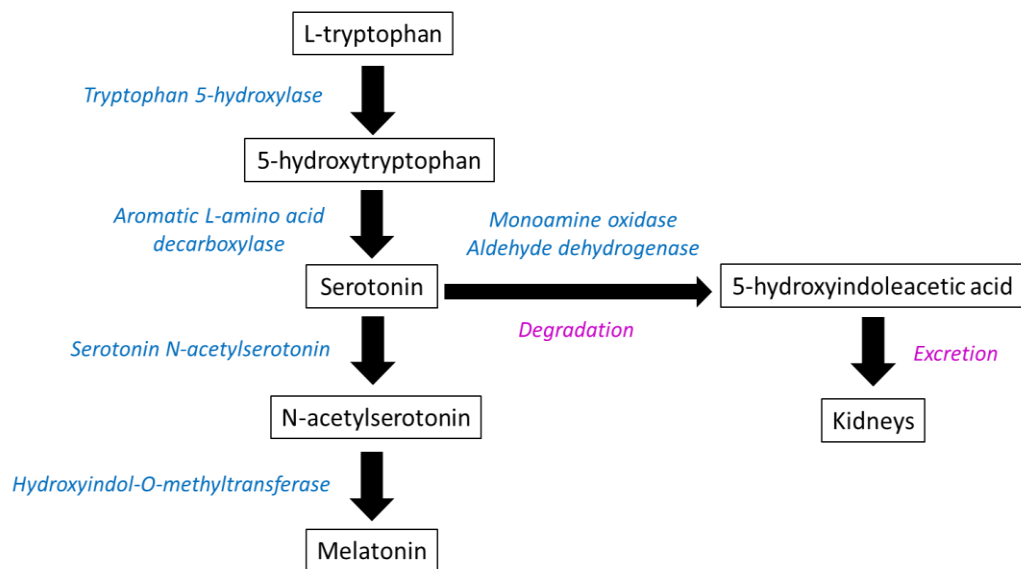 L-tryptophan
Tryptophan 5-hydroxylase
5-hydroxytryptophan
Aromatic L-amino acid
decarboxylase
Monoamine oxidase
Aldehyde dehydrogenase
Serotonin
5-hydroxyindoleacetic acid
Degradation
Serotonin N-acetylserotonin
Excretion
N-acetylserotonin
Kidneys
Hydroxyindol-O-methyltransferase
Melatonin